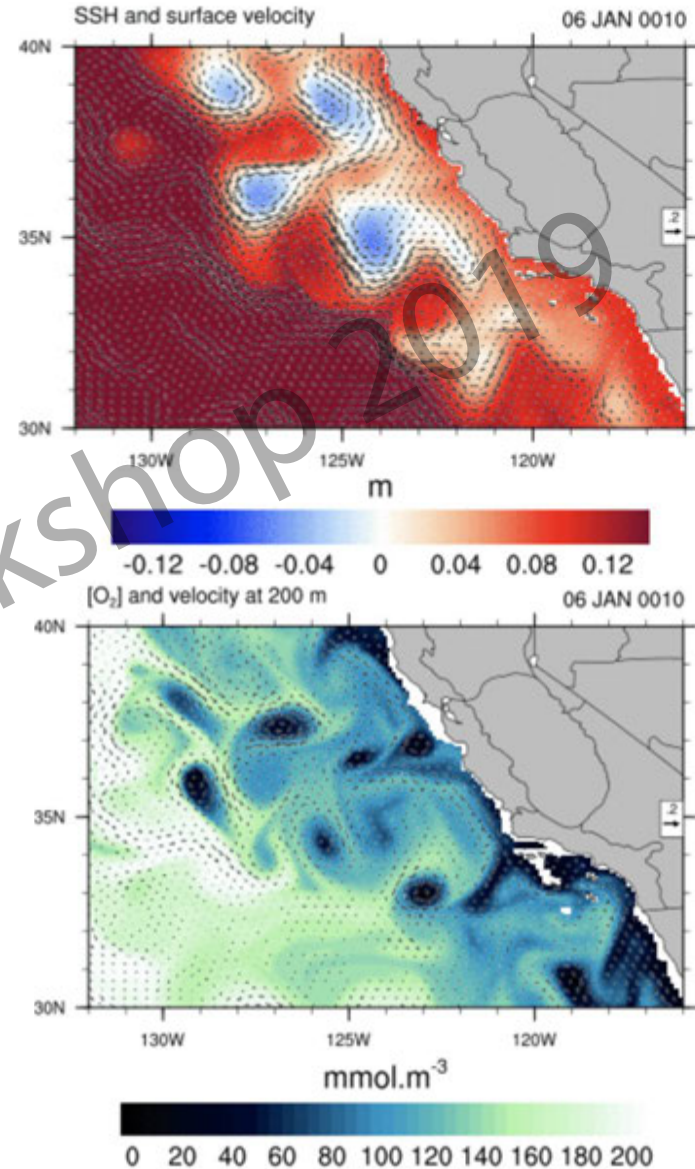 SSH and surface velocity 06 JAN 0010
40N
35N
30N
.2
130W 125W 120W
m
-0.12 -0.08 -0.04 0 0.04 0.08 0.12
kshop 2019
[O₂] and velocity at 200 m 06 JAN 0010
40N
35N
30N
.2
130W 125W 120W
mmol.m⁻³
0 20 40 60 80 100 120 140 160 180 200